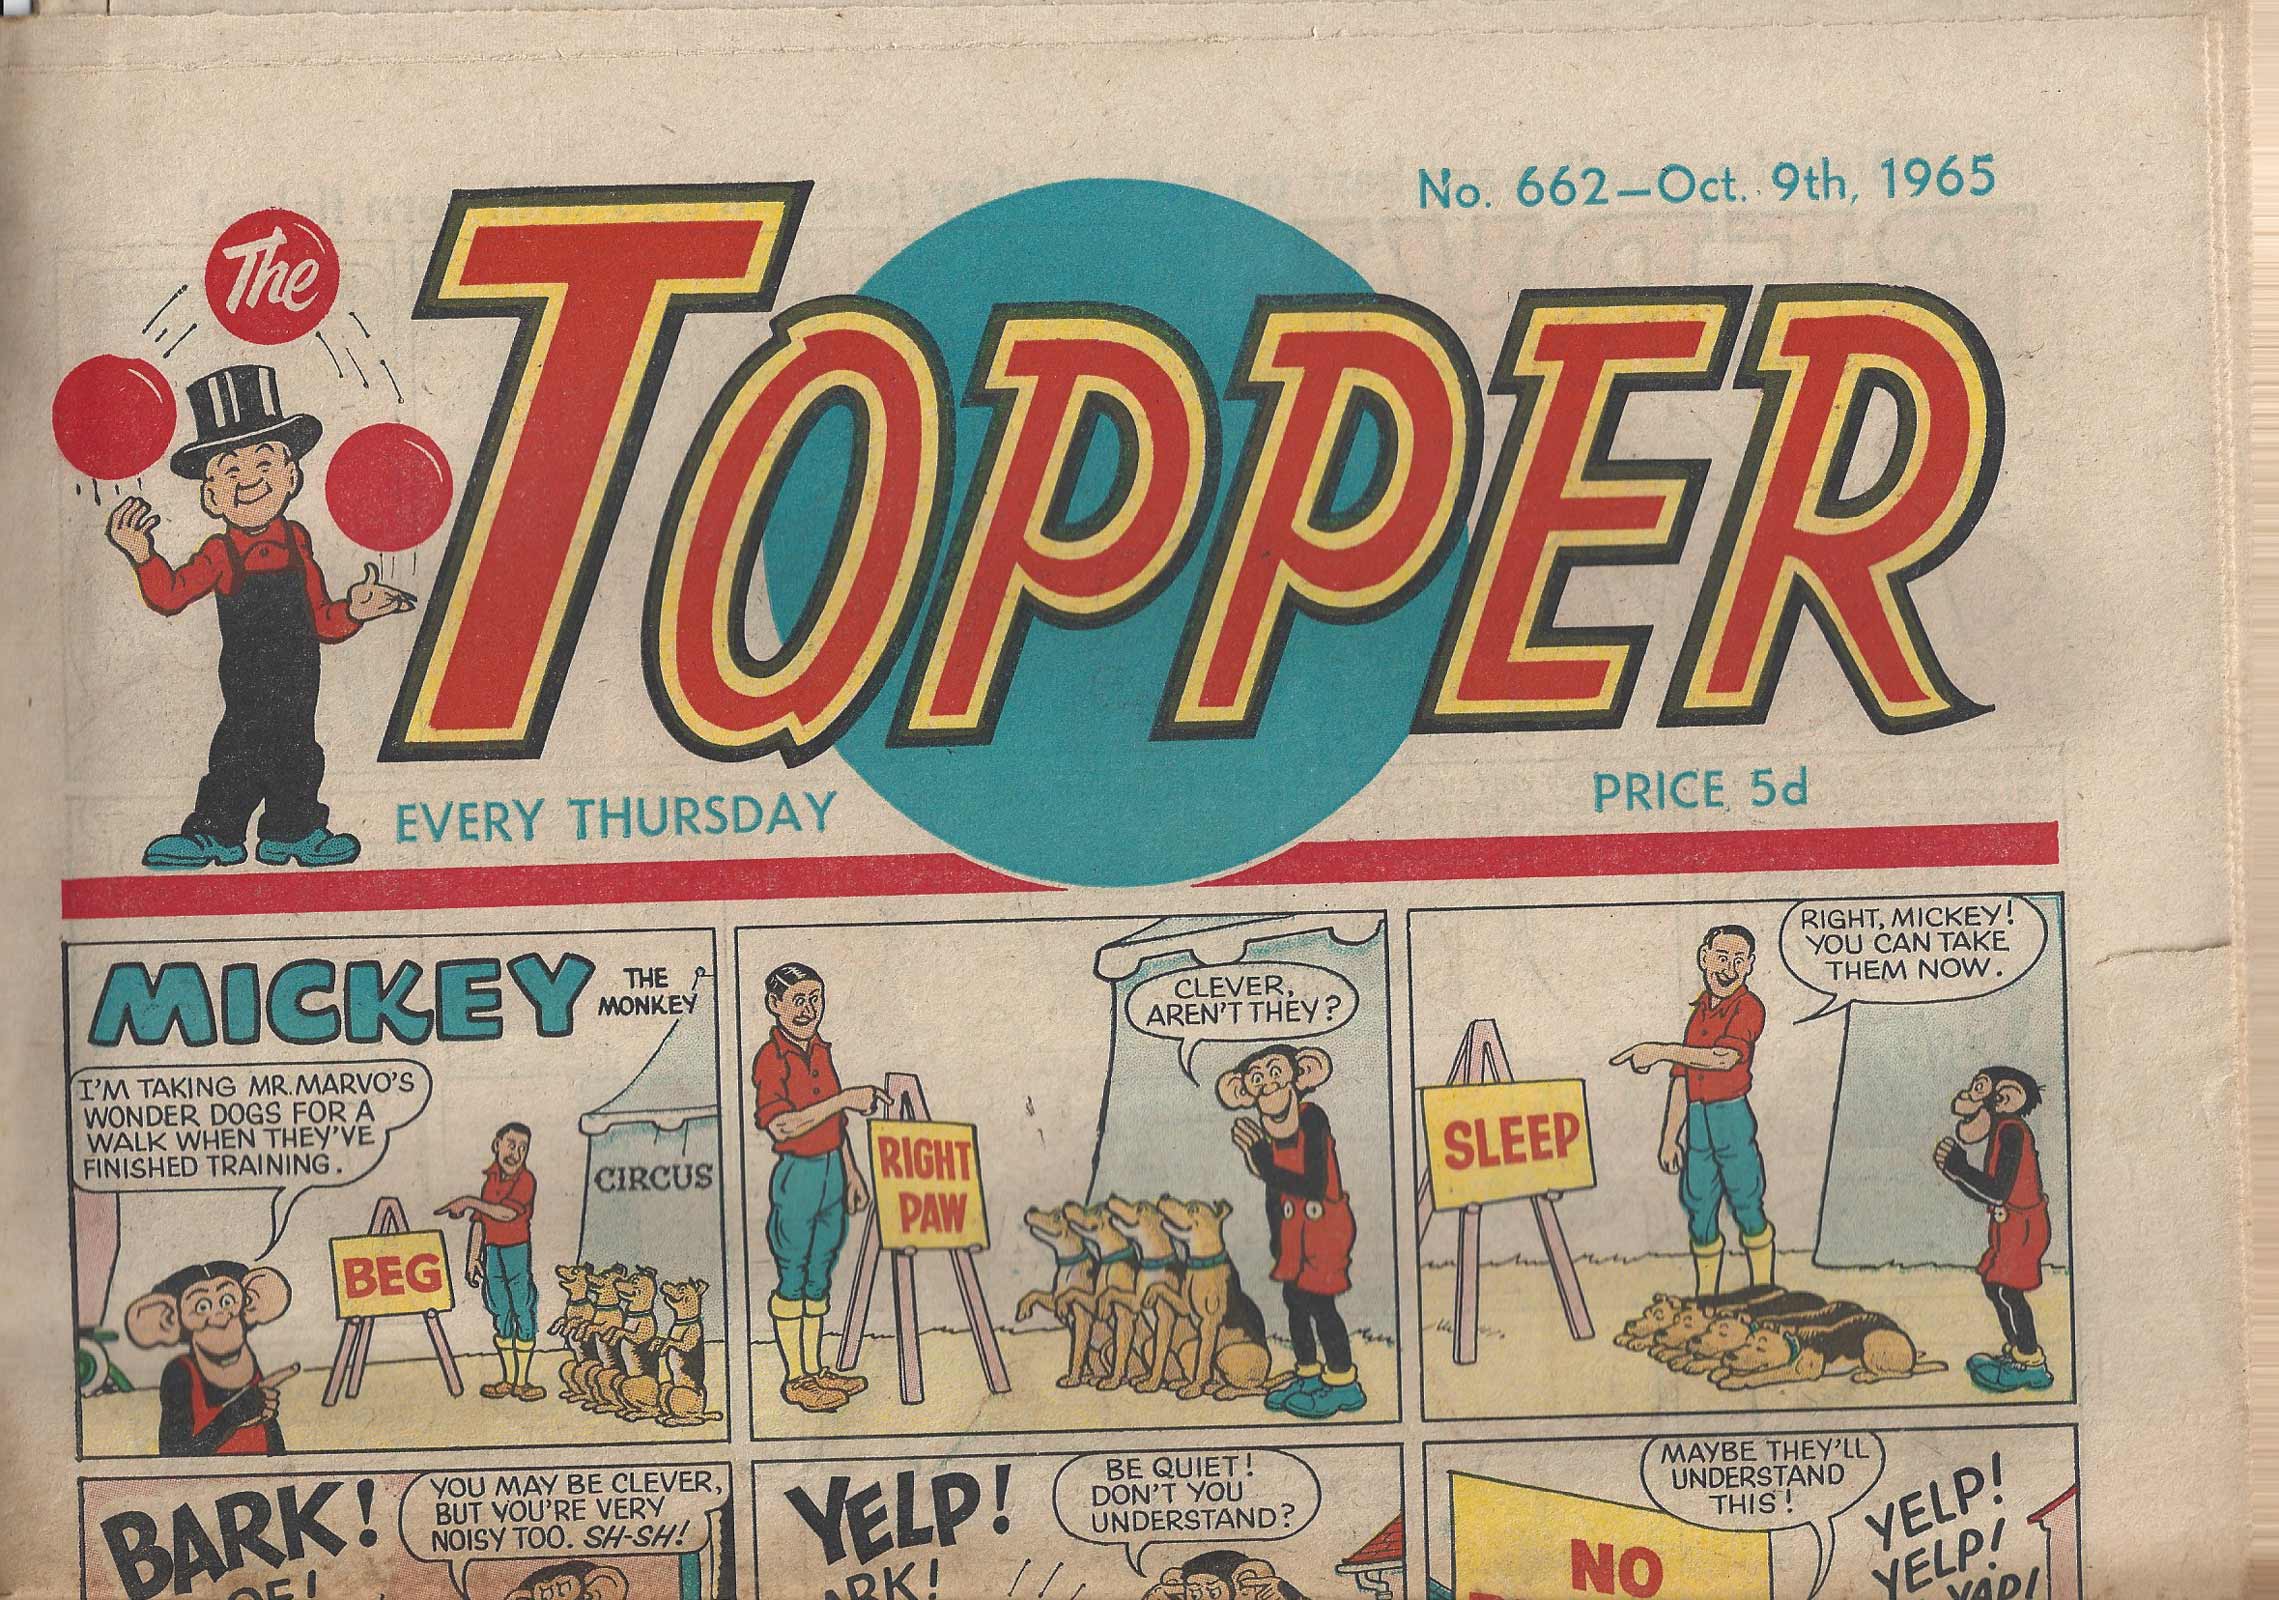 No. 662—Oct. 9th, 1965
The
TOPPER
EVERY THURSDAY
PRICE 5d
MICKEY
THE
MONKEY
I'M TAKING MR. MARVO'S
WONDER DOGS FOR A
WALK WHEN THEY'VE
FINISHED TRAINING.
BEG
CIRCUS
CLEVER,
AREN'T THEY?
RIGHT
PAW
RIGHT, MICKEY!
YOU CAN TAKE
THEM NOW.
SLEEP
BARK!
YOU MAY BE CLEVER,
BUT YOU'RE VERY
NOISY TOO. SH-SH!
YELP!
BE QUIET!
DON'T YOU
UNDERSTAND?
MAYBE THEY'LL
UNDERSTAND
THIS!
NO
YELP!
YELP!